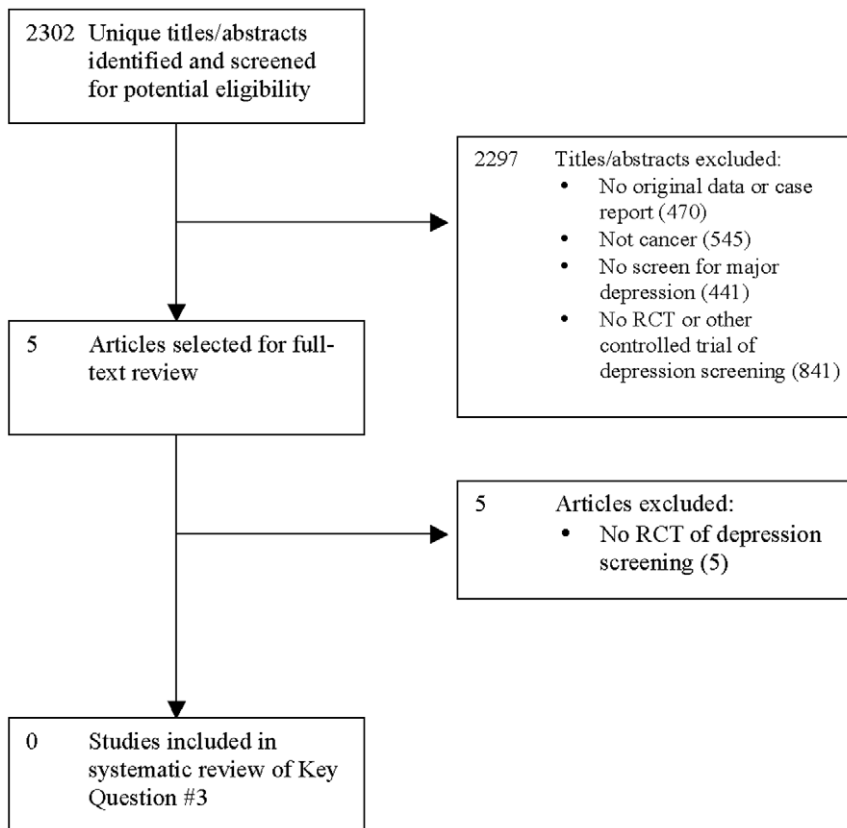 2302 Unique titles/abstracts
identified and screened
for potential eligibility
2297 Titles/abstracts excluded:
• No original data or case
report (470)
• Not cancer (545)
• No screen for major
depression (441)
• No RCT or other
controlled trial of
depression screening (841)
5 Articles selected for full-
text review
5 Articles excluded:
• No RCT of depression
screening (5)
0 Studies included in
systematic review of Key
Question #3